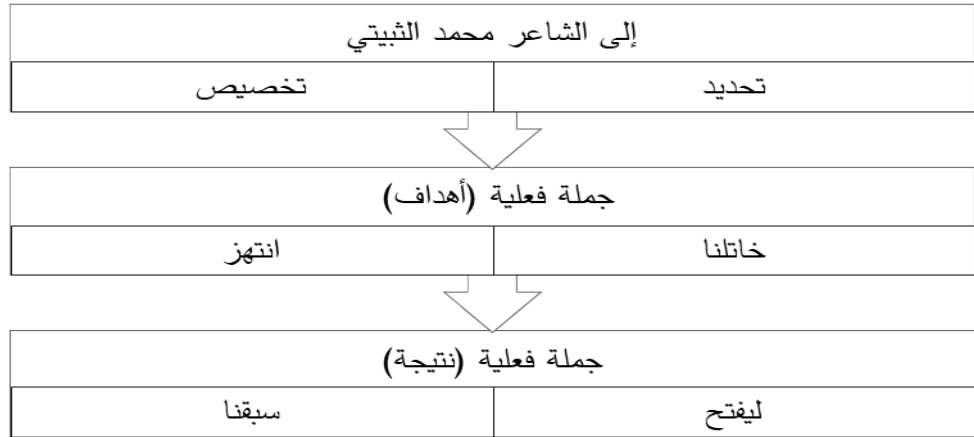 إلى الشاعر محمد الثبيتي
تحديد تخصيص
جملة فعلية (أهداف)
خاتلنا انتهز
جملة فعلية (نتيجة)
ليفتح سبقنا